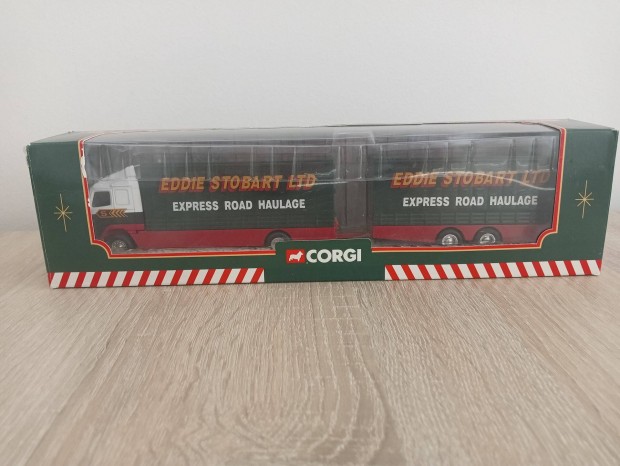 EDDIE STOBART LTD
EXPRESS ROAD HAULAGE
EDDIE STOBART LTD
EXPRESS ROAD HAULAGE
CORGI